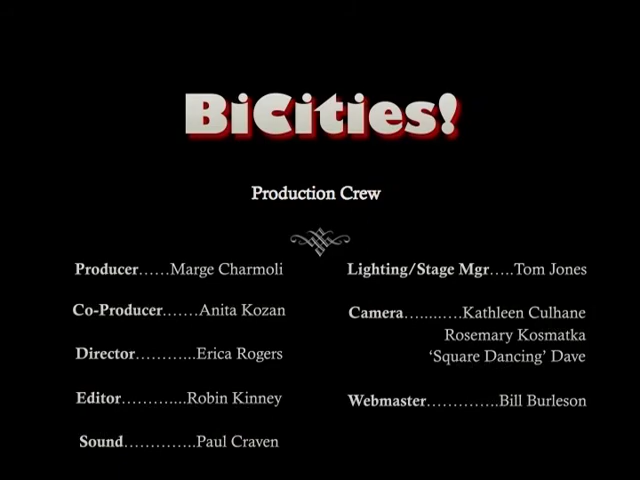 BiCities!
Production Crew
Producer......Marge Charmoli
Co-Producer.......Anita Kozan
Director...........Erica Rogers
Editor............Robin Kinney
Sound.............Paul Craven
Lighting/Stage Mgr.....Tom Jones
Camera...........Kathleen Culhane
Rosemary Kosmatka
‘Square Dancing’ Dave
Webmaster..............Bill Burleson